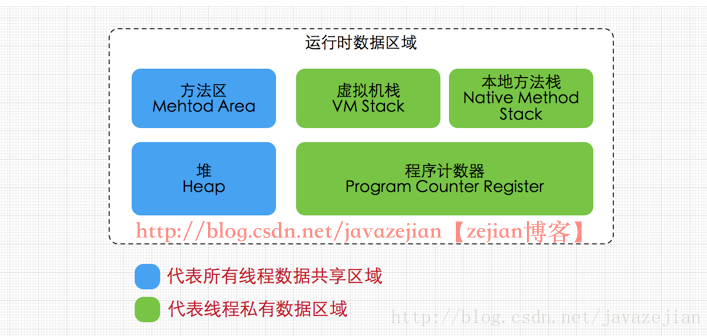 运行时数据区域
方法区
Mehtod Area
虚拟机栈
VM Stack
本地方法栈
Native Method
Stack
堆
Heap
程序计数器
Program Counter Register
http://blog.csdn.net/javazejian【zejian博客】
代表所有线程数据共享区域
代表线程私有数据区域
http://blog.csdn.net/javazejian